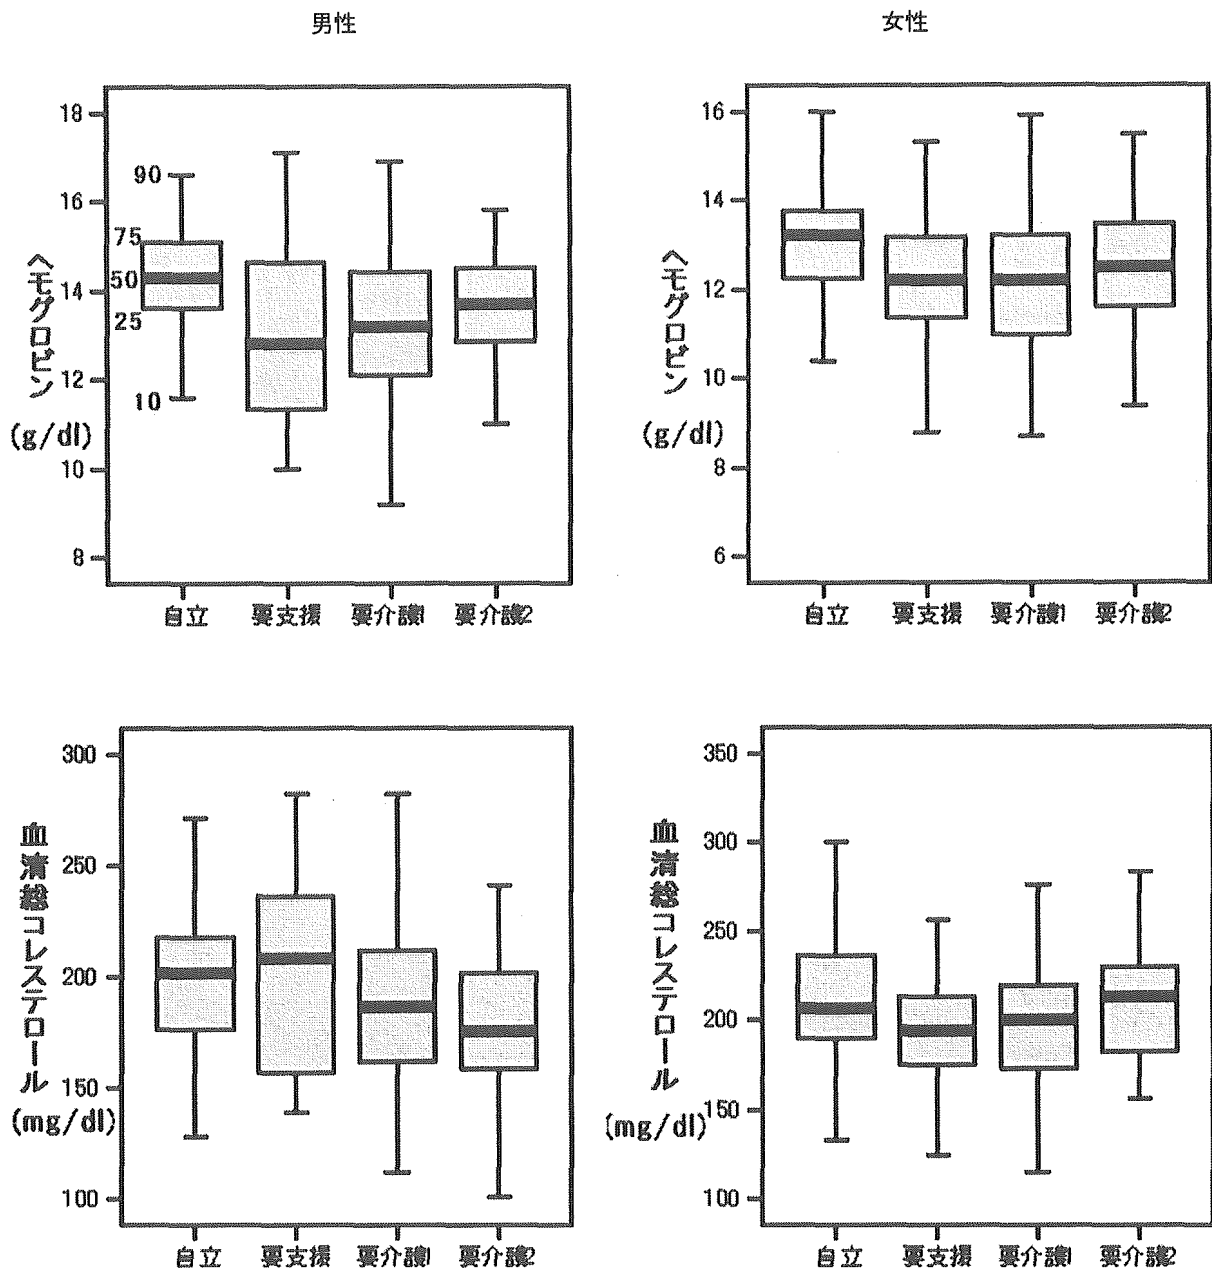 男性
女性
18
16
14
12
10
8
ヘモグロビン
(g/dl)
90
75
50
25
10
自立 要支援 要介護1 要介護2
16
14
12
10
8
6
ヘモグロビン
(g/dl)
自立 要支援 要介護1 要介護2
300
250
200
150
100
血清総コレステロール
(mg/dl)
自立 要支援 要介護1 要介護2
350
300
250
200
150
100
血清総コレステロール
(mg/dl)
自立 要支援 要介護1 要介護2